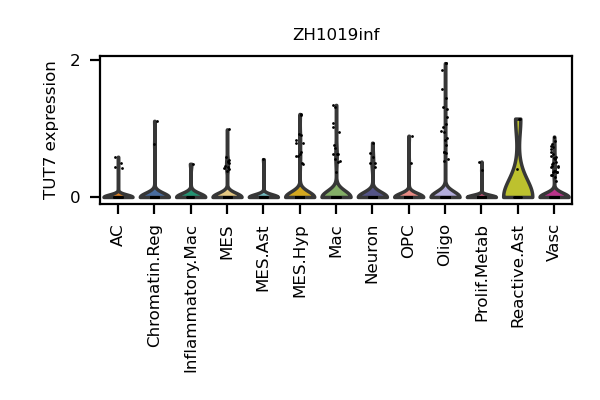 ZH1019inf
TUT7 expression
2
0
AC
Chromatin.Reg
Inflammatory.Mac
MES
MES.Ast
MES.Hyp
Mac
Neuron
OPC
Oligo
Prolif.Metab
Reactive.Ast
Vasc